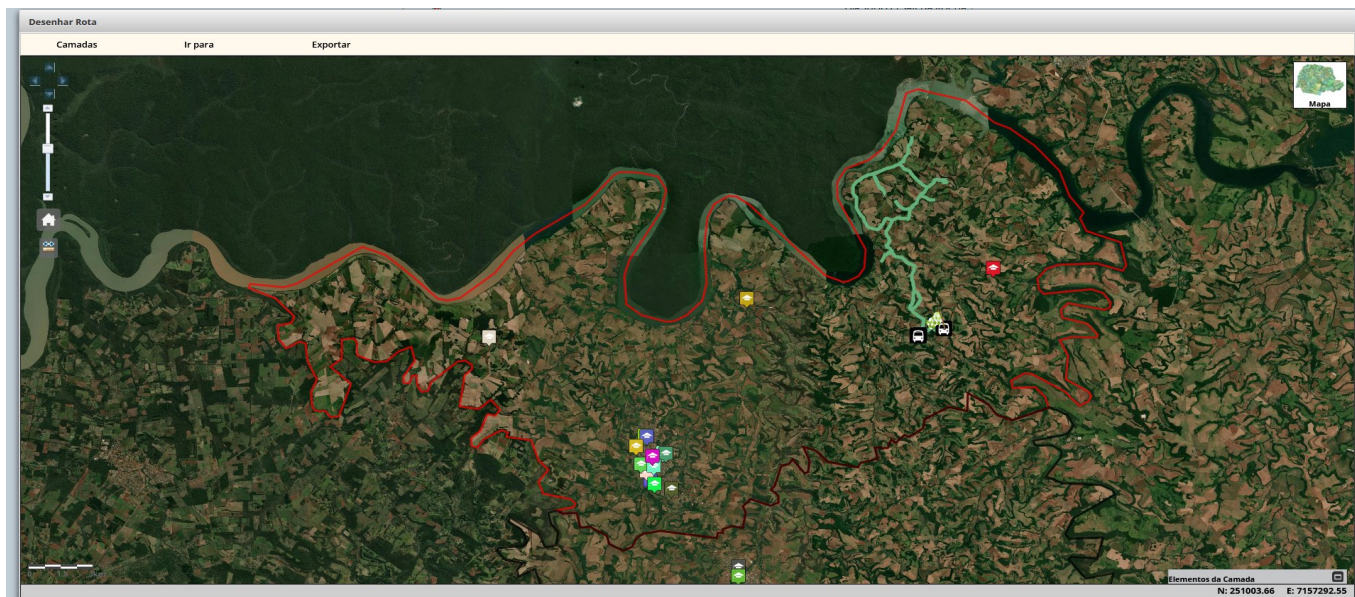 Desenhar Rota
Camadas Ir para Exportar
Mapa
Elementos da Camada
N: 251003.66 E: 7157292.55